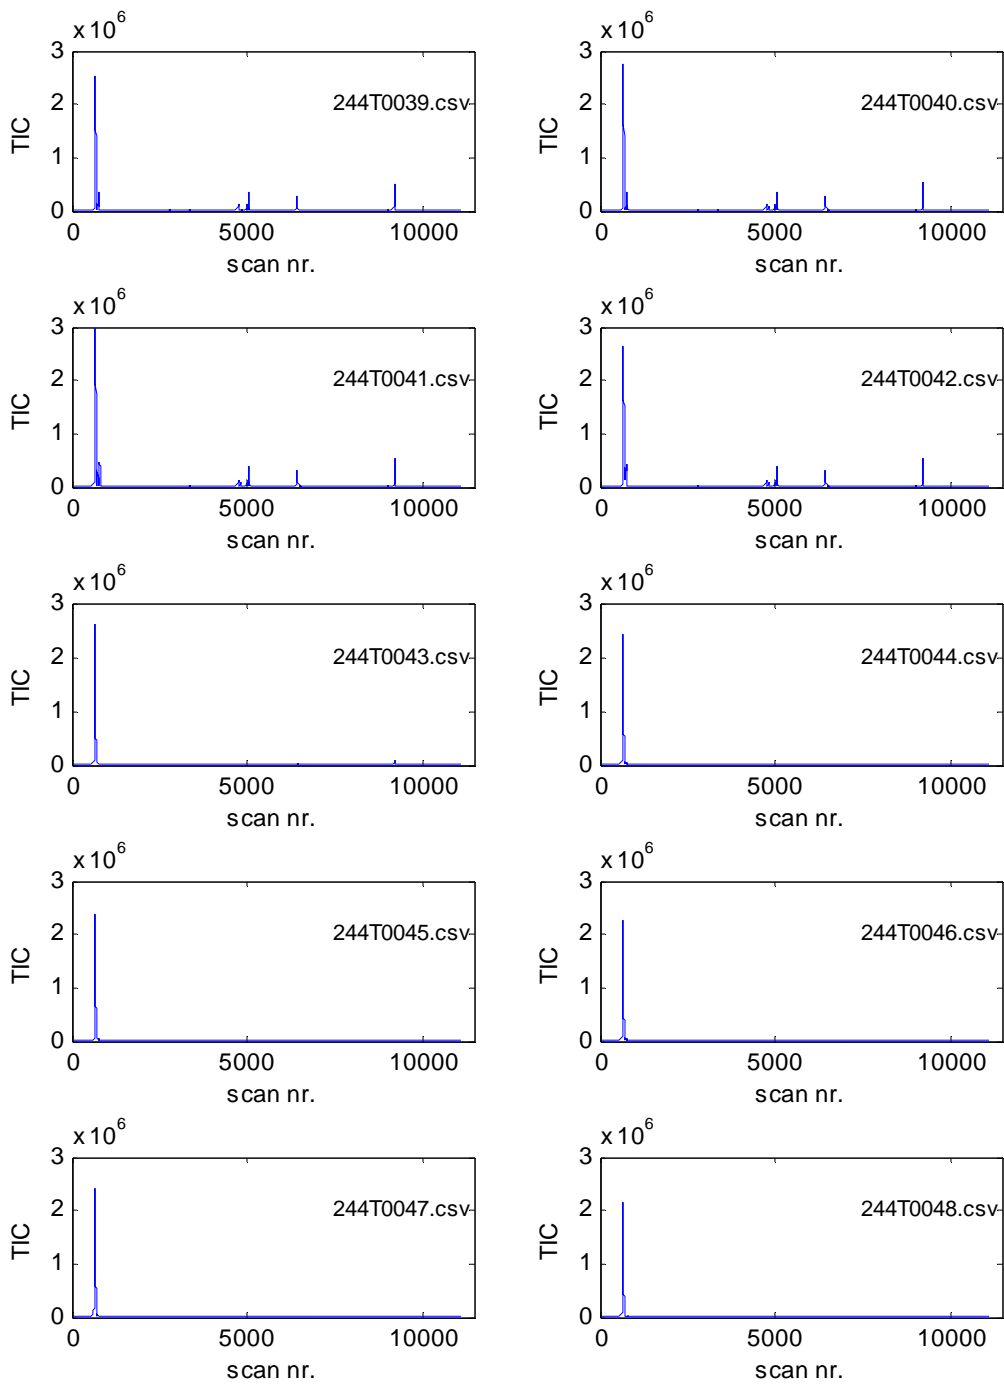 x 10^6
3
2
1
0
TIC
244T0039.csv
0 5000 10000
scan nr.
x 10^6
3
2
1
0
TIC
244T0040.csv
0 5000 10000
scan nr.
x 10^6
3
2
1
0
TIC
244T0041.csv
0 5000 10000
scan nr.
x 10^6
3
2
1
0
TIC
244T0042.csv
0 5000 10000
scan nr.
x 10^6
3
2
1
0
TIC
244T0043.csv
0 5000 10000
scan nr.
x 10^6
3
2
1
0
TIC
244T0044.csv
0 5000 10000
scan nr.
x 10^6
3
2
1
0
TIC
244T0045.csv
0 5000 10000
scan nr.
x 10^6
3
2
1
0
TIC
244T0046.csv
0 5000 10000
scan nr.
x 10^6
3
2
1
0
TIC
244T0047.csv
0 5000 10000
scan nr.
x 10^6
3
2
1
0
TIC
244T0048.csv
0 5000 10000
scan nr.